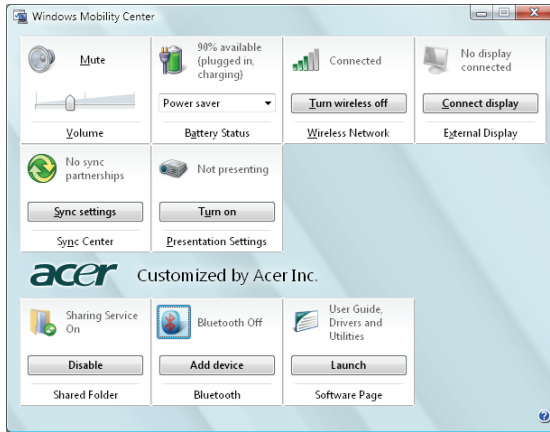 Windows Mobility Center
Mute
Volume
90% available
(plugged in,
charging)
Power saver
Battery Status
Connected
Turn wireless off
Wireless Network
No display
connected
Connect display
External Display
No sync
partnerships
Sync settings
Sync Center
Not presenting
Turn on
Presentation Settings
acer Customized by Acer Inc.
Sharing Service
On
Disable
Shared Folder
Bluetooth Off
Add device
Bluetooth
User Guide,
Drivers and
Utilities
Launch
Software Page